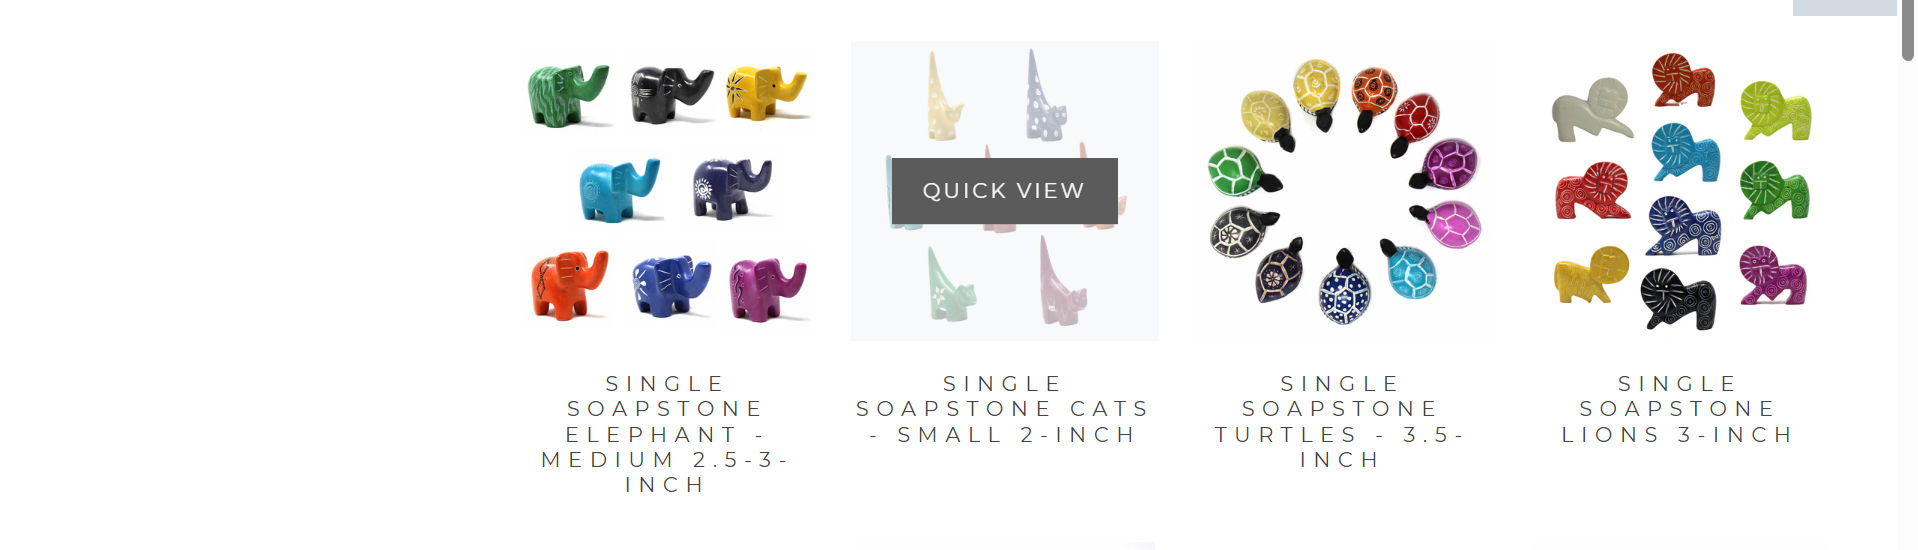 QUICK VIEW
SINGLE
SOAPSTONE
ELEPHANT -
MEDIUM 2.5-3-
INCH
SINGLE
SOAPSTONE CATS
- SMALL 2-INCH
SINGLE
SOAPSTONE
TURTLES - 3.5-
INCH
SINGLE
SOAPSTONE
LIONS 3-INCH